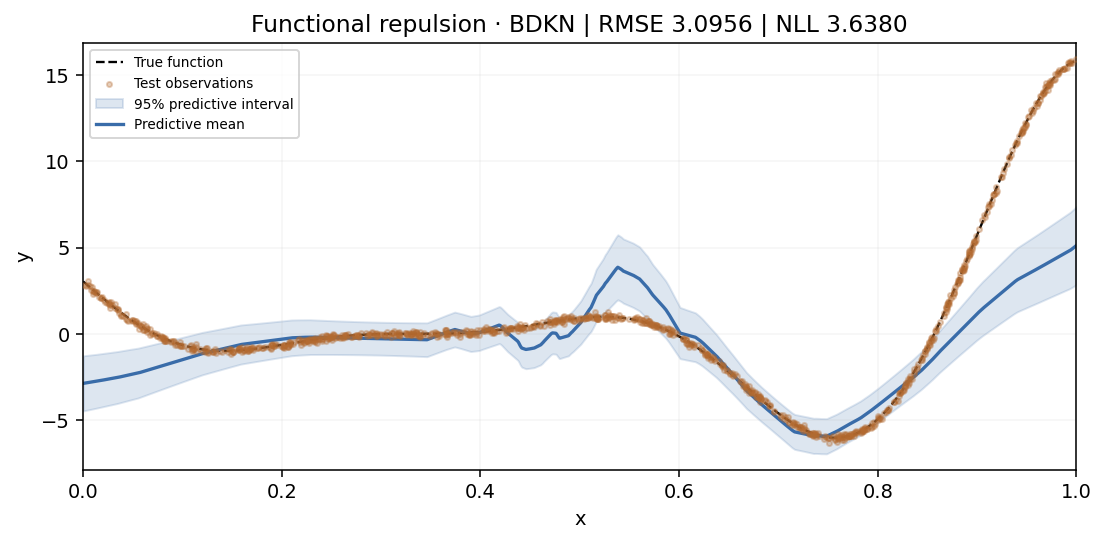 Functional repulsion · BDKN | RMSE 3.0956 | NLL 3.6380
True function
Test observations
95% predictive interval
Predictive mean
y
15
10
5
0
−5
0.0 0.2 0.4 0.6 0.8 1.0
x